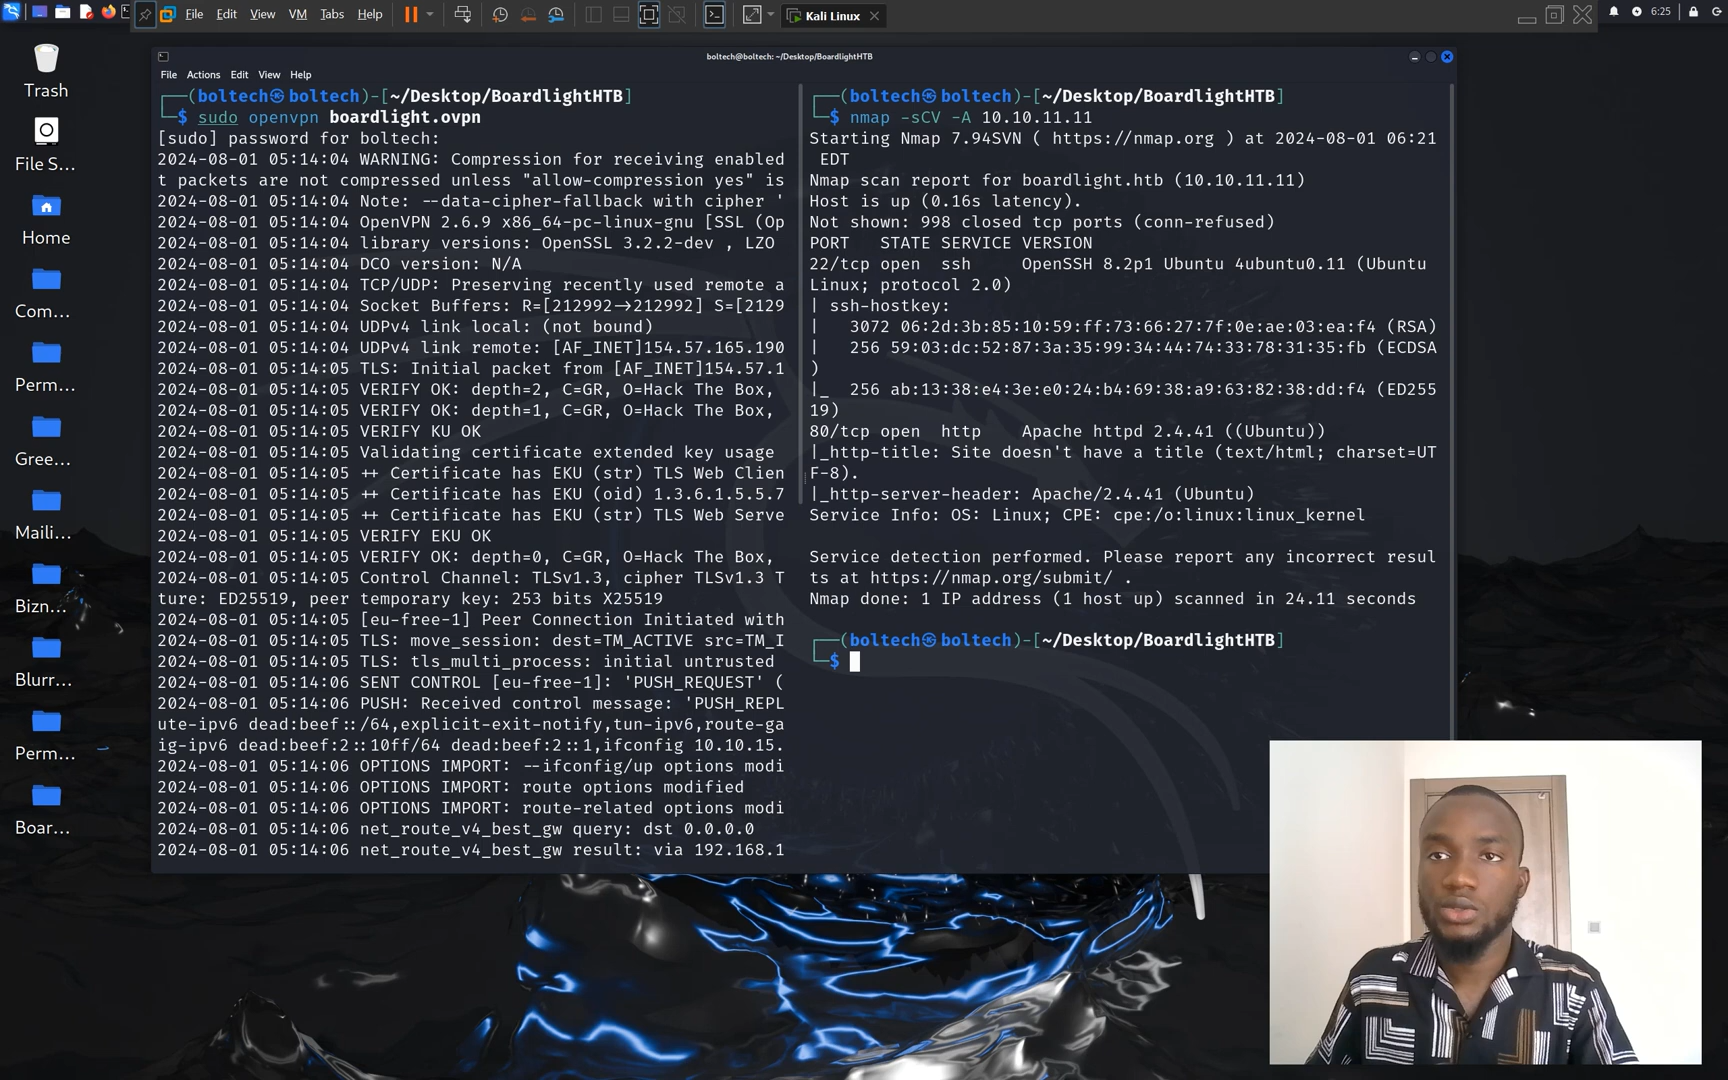 File Edit View VM Tabs Help
Kali Linux
6:25
boltech@boltech: ~/Desktop/BoardlightHTB
File Actions Edit View Help
Trash
File S...
Home
Com...
Perm...
Gree...
Maili...
Bizn...
Blurr...
Perm...
Boar...
┌──(boltech㉿boltech)-[~/Desktop/BoardlightHTB]
└─$ sudo openvpn boardlight.ovpn
[sudo] password for boltech:
2024-08-01 05:14:04 WARNING: Compression for receiving enabled
t packets are not compressed unless "allow-compression yes" is
2024-08-01 05:14:04 Note: --data-cipher-fallback with cipher '
2024-08-01 05:14:04 OpenVPN 2.6.9 x86_64-pc-linux-gnu [SSL (Op
2024-08-01 05:14:04 library versions: OpenSSL 3.2.2-dev , LZO
2024-08-01 05:14:04 DCO version: N/A
2024-08-01 05:14:04 TCP/UDP: Preserving recently used remote a
2024-08-01 05:14:04 Socket Buffers: R=[212992→212992] S=[2129
2024-08-01 05:14:04 UDPv4 link local: (not bound)
2024-08-01 05:14:04 UDPv4 link remote: [AF_INET]154.57.165.190
2024-08-01 05:14:05 TLS: Initial packet from [AF_INET]154.57.1
2024-08-01 05:14:05 VERIFY OK: depth=2, C=GR, O=Hack The Box,
2024-08-01 05:14:05 VERIFY OK: depth=1, C=GR, O=Hack The Box,
2024-08-01 05:14:05 VERIFY KU OK
2024-08-01 05:14:05 Validating certificate extended key usage
2024-08-01 05:14:05 ++ Certificate has EKU (str) TLS Web Clien
2024-08-01 05:14:05 ++ Certificate has EKU (oid) 1.3.6.1.5.5.7
2024-08-01 05:14:05 ++ Certificate has EKU (str) TLS Web Serve
2024-08-01 05:14:05 VERIFY EKU OK
2024-08-01 05:14:05 VERIFY OK: depth=0, C=GR, O=Hack The Box,
2024-08-01 05:14:05 Control Channel: TLSv1.3, cipher TLSv1.3 T
ture: ED25519, peer temporary key: 253 bits X25519
2024-08-01 05:14:05 [eu-free-1] Peer Connection Initiated with
2024-08-01 05:14:05 TLS: move_session: dest=TM_ACTIVE src=TM_I
2024-08-01 05:14:05 TLS: tls_multi_process: initial untrusted
2024-08-01 05:14:06 SENT CONTROL [eu-free-1]: 'PUSH_REQUEST' (
2024-08-01 05:14:06 PUSH: Received control message: 'PUSH_REPL
ute-ipv6 dead:beef::/64,explicit-exit-notify,tun-ipv6,route-ga
ig-ipv6 dead:beef:2::10ff/64 dead:beef:2::1,ifconfig 10.10.15.
2024-08-01 05:14:06 OPTIONS IMPORT: --ifconfig/up options modi
2024-08-01 05:14:06 OPTIONS IMPORT: route options modified
2024-08-01 05:14:06 OPTIONS IMPORT: route-related options modi
2024-08-01 05:14:06 net_route_v4_best_gw query: dst 0.0.0.0
2024-08-01 05:14:06 net_route_v4_best_gw result: via 192.168.1
┌──(boltech㉿boltech)-[~/Desktop/BoardlightHTB]
└─$ nmap -sCV -A 10.10.11.11
Starting Nmap 7.94SVN ( https://nmap.org ) at 2024-08-01 06:21
EDT
Nmap scan report for boardlight.htb (10.10.11.11)
Host is up (0.16s latency).
Not shown: 998 closed tcp ports (conn-refused)
PORT STATE SERVICE VERSION
22/tcp open ssh OpenSSH 8.2p1 Ubuntu 4ubuntu0.11 (Ubuntu
Linux; protocol 2.0)
| ssh-hostkey:
| 3072 06:2d:3b:85:10:59:ff:73:66:27:7f:0e:ae:03:ea:f4 (RSA)
| 256 59:03:dc:52:87:3a:35:99:34:44:74:33:78:31:35:fb (ECDSA
)
|_ 256 ab:13:38:e4:3e:e0:24:b4:69:38:a9:63:82:38:dd:f4 (ED255
19)
80/tcp open http Apache httpd 2.4.41 ((Ubuntu))
|_http-title: Site doesn't have a title (text/html; charset=UT
F-8).
|_http-server-header: Apache/2.4.41 (Ubuntu)
Service Info: OS: Linux; CPE: cpe:/o:linux:linux_kernel
Service detection performed. Please report any incorrect resul
ts at https://nmap.org/submit/ .
Nmap done: 1 IP address (1 host up) scanned in 24.11 seconds
┌──(boltech㉿boltech)-[~/Desktop/BoardlightHTB]
└─$